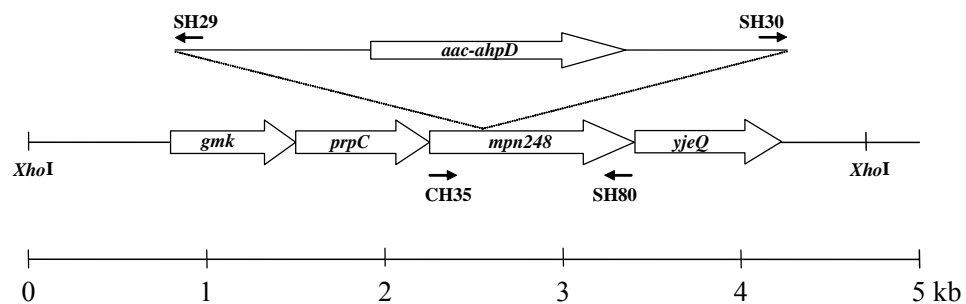 SH29 SH30
aac-ahpD
gmk prpC mpn248 yjeQ
XhoI XhoI
CH35 SH80
0 1 2 3 4 5 kb